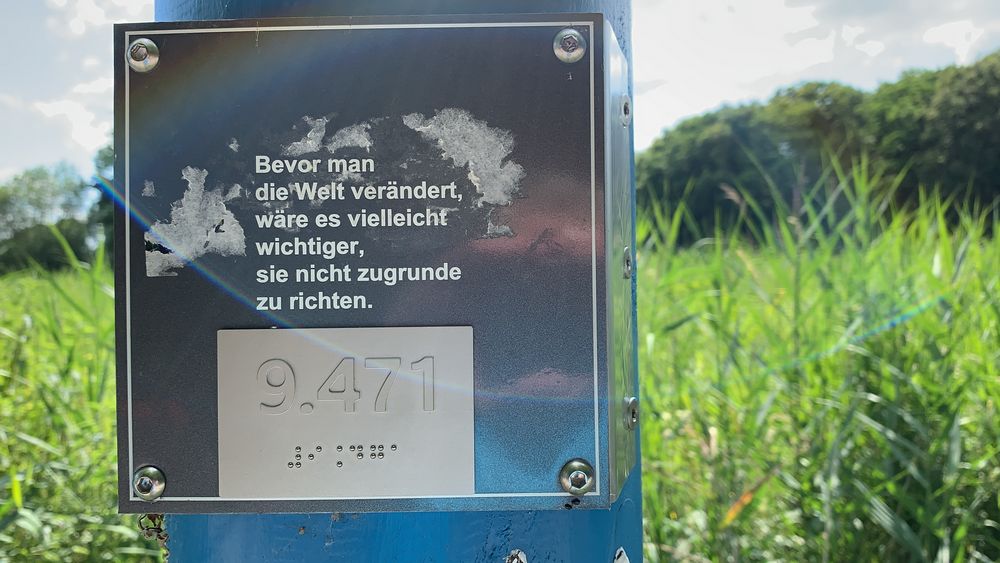 Bevor man
die Welt verändert,
wäre es vielleicht
wichtiger,
sie nicht zugrunde
zu richten.
9.471